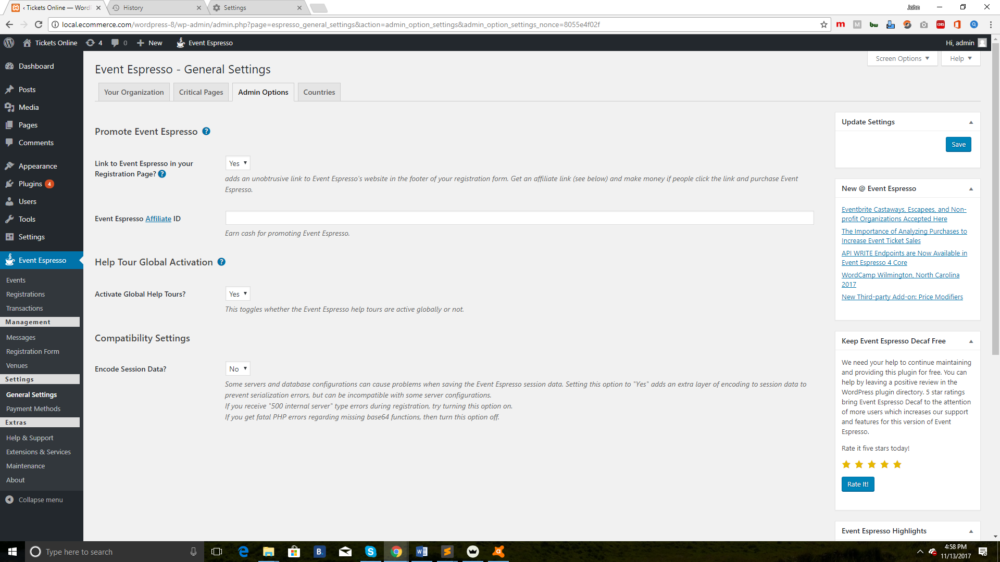 ‹ Tickets Online — Word
History
Settings
John
local.ecommerce.com/wordpress-8/wp-admin/admin.php?page=espresso_general_settings&action=admin_option_settings&admin_option_settings_nonce=8055e4f02f
Tickets Online
4
0
New
Event Espresso
Hi, admin
Screen Options
Help
Dashboard
Posts
Media
Pages
Comments
Appearance
Plugins 4
Users
Tools
Settings
Event Espresso
Events
Registrations
Transactions
Management
Messages
Registration Form
Venues
Settings
General Settings
Payment Methods
Extras
Help & Support
Extensions & Services
Maintenance
About
Collapse menu
Event Espresso - General Settings
Your Organization
Critical Pages
Admin Options
Countries
Promote Event Espresso ?
Link to Event Espresso in your
Registration Page? ?
Yes
adds an unobtrusive link to Event Espresso's website in the footer of your registration form. Get an affiliate link (see below) and make money if people click the link and purchase Event
Espresso.
Event Espresso Affiliate ID
Earn cash for promoting Event Espresso.
Help Tour Global Activation ?
Activate Global Help Tours?
Yes
This toggles whether the Event Espresso help tours are active globally or not.
Compatibility Settings
Encode Session Data?
No
Some servers and database configurations can cause problems when saving the Event Espresso session data. Setting this option to "Yes" adds an extra layer of encoding to session data to
prevent serialization errors, but can be incompatible with some server configurations.
If you receive "500 internal server" type errors during registration, try turning this option on.
If you get fatal PHP errors regarding missing base64 functions, then turn this option off.
Update Settings
Save
New @ Event Espresso
Eventbrite Castaways, Escapees, and Non-
profit Organizations Accepted Here
The Importance of Analyzing Purchases to
Increase Event Ticket Sales
API WRITE Endpoints are Now Available in
Event Espresso 4 Core
WordCamp Wilmington, North Carolina
2017
New Third-party Add-on: Price Modifiers
Keep Event Espresso Decaf Free
We need your help to continue maintaining
and providing this plugin for free. You can
help by leaving a positive review in the
WordPress plugin directory. 5 star ratings
bring Event Espresso Decaf to the attention
of more users which increases our support
and features for this version of Event
Espresso.
Rate it five stars today!
Rate It!
Event Espresso Highlights
Type here to search
4:58 PM
11/13/2017